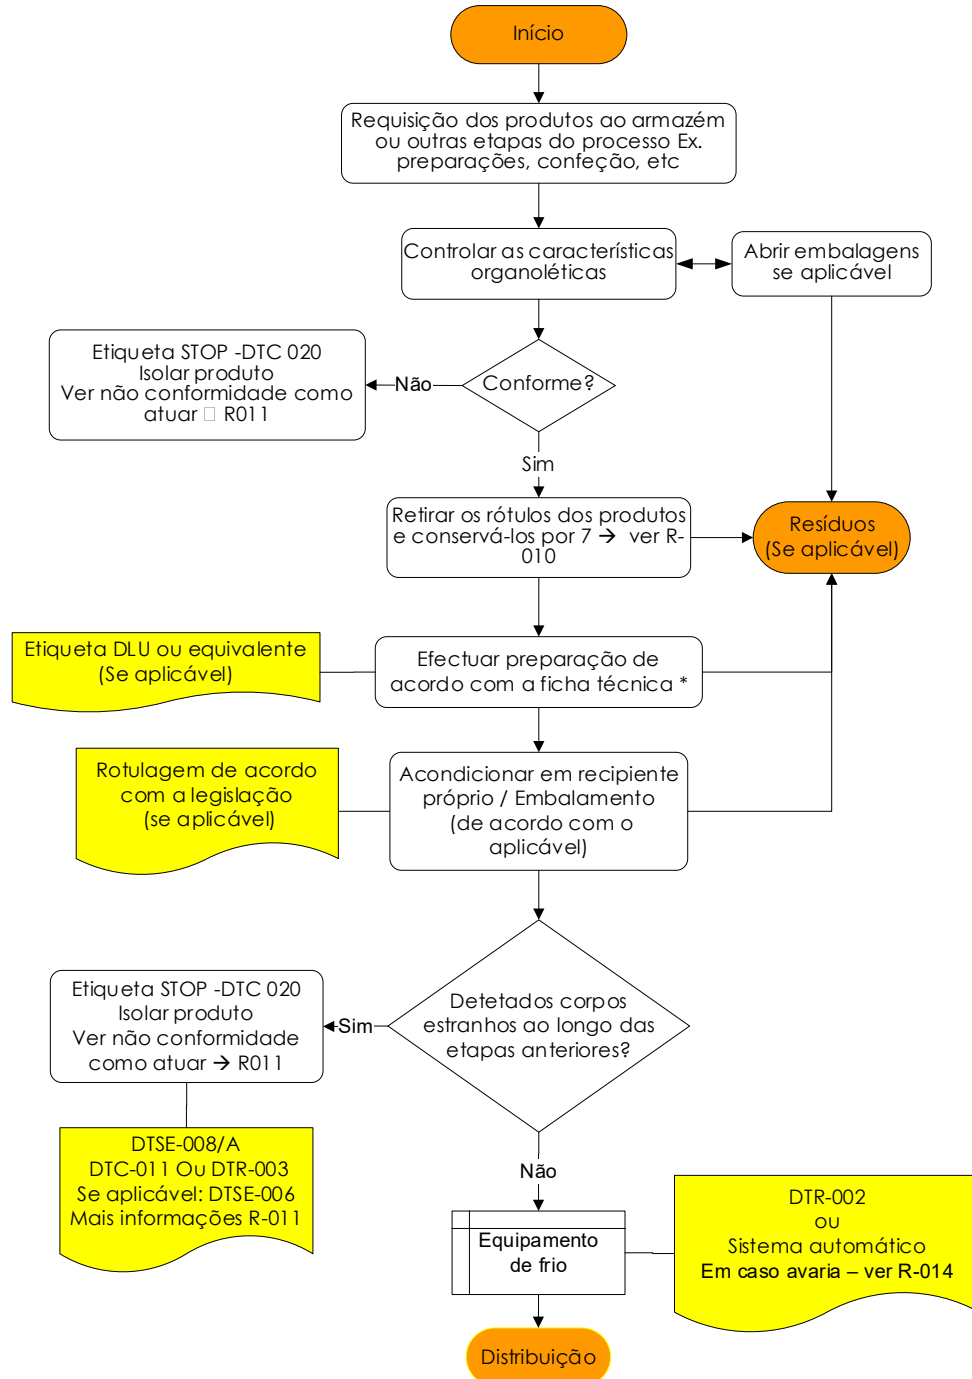 Início
Requisição dos produtos ao armazém
ou outras etapas do processo Ex.
preparações, confeção, etc
Controlar as característícas
organoléticas
Abrir embalagens
se aplicável
Etiqueta STOP -DTC 020
Isolar produto
Ver não conformidade como
atuar □ R011
Não
Conforme?
Sim
Retirar os rótulos dos produtos
e conservá-los por 7 → ver R-
010
Resíduos
(Se aplicável)
Etiqueta DLU ou equivalente
(Se aplicável)
Efectuar preparação de
acordo com a ficha técnica *
Rotulagem de acordo
com a legislação
(se aplicável)
Acondicionar em recipiente
próprio / Embalamento
(de acordo com o
aplicável)
Etiqueta STOP -DTC 020
Isolar produto
Ver não conformidade
como atuar → R011
Sim
Detetados corpos
estranhos ao longo das
etapas anteriores?
DTSE-008/A
DTC-011 Ou DTR-003
Se aplicável: DTSE-006
Mais informações R-011
Não
Equipamento
de frio
DTR-002
ou
Sistema automático
Em caso avaria – ver R-014
Distribuição